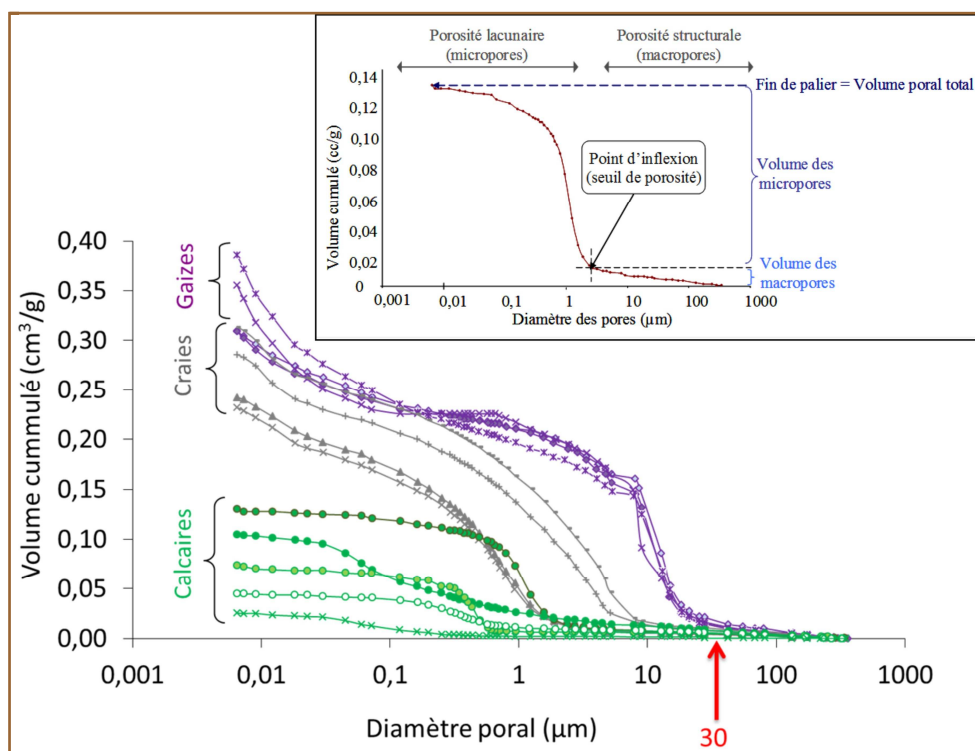 Porosité lacunaire
(micropores)
Porosité structurale
(macropores)
0,14
0,12
0,10
0,08
0,06
0,04
0,02
0
Volume cumulé (cc/g)
Fin de palier = Volume poral total
Point d'inflexion
(seuil de porosité)
Volume des
micropores
Volume des
macropores
0,001
0,01
0,1
1
10
100
1000
Diamètre des pores (µm)
0,40
0,35
0,30
0,25
0,20
0,15
0,10
0,05
0,00
Volume cummulé (cm³/g)
Gaizes
Craies
Calcaires
0,001
0,01
0,1
1
10
100
1000
Diamètre poral (µm)
30